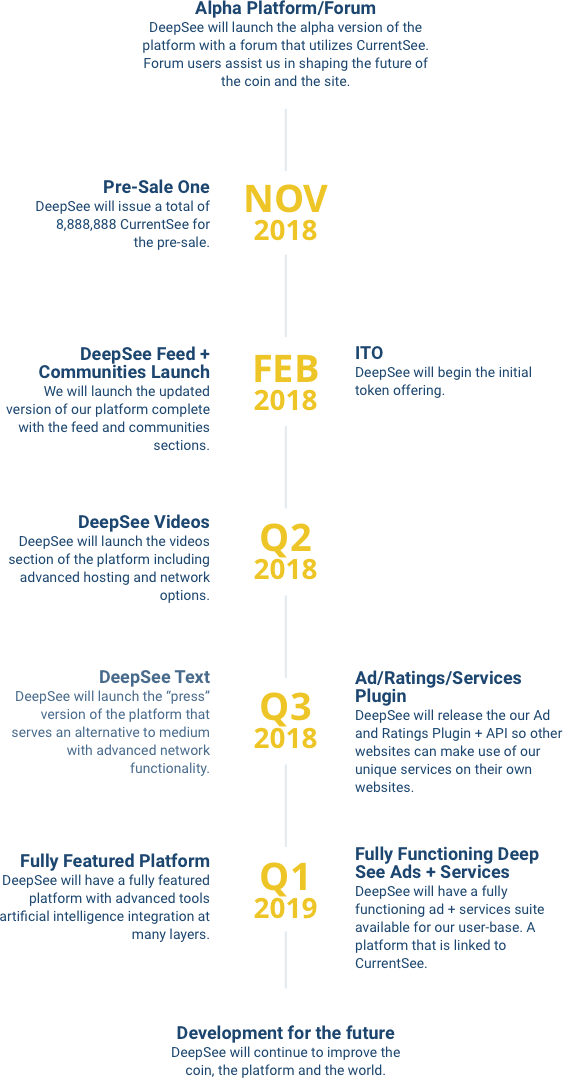 Alpha Platform/Forum
DeepSee will launch the alpha version of the
platform with a forum that utilizes CurrentSee.
Forum users assist us in shaping the future of
the coin and the site.
Pre-Sale One
DeepSee will issue a total of
8,888,888 CurrentSee for
the pre-sale.
NOV
2018
DeepSee Feed +
Communities Launch
We will launch the updated
version of our platform complete
with the feed and communities
sections.
FEB
2018
ITO
DeepSee will begin the initial
token offering.
DeepSee Videos
DeepSee will launch the videos
section of the platform including
advanced hosting and network
options.
Q2
2018
DeepSee Text
DeepSee will launch the “press”
version of the platform that
serves an alternative to medium
with advanced network
functionality.
Q3
2018
Ad/Ratings/Services
Plugin
DeepSee will release the our Ad
and Ratings Plugin + API so other
websites can make use of our
unique services on their own
websites.
Fully Featured Platform
DeepSee will have a fully featured
platform with advanced tools
artificial intelligence integration at
many layers.
Q1
2019
Fully Functioning Deep
See Ads + Services
DeepSee will have a fully
functioning ad + services suite
available for our user-base. A
platform that is linked to
CurrentSee.
Development for the future
DeepSee will continue to improve the
coin, the platform and the world.